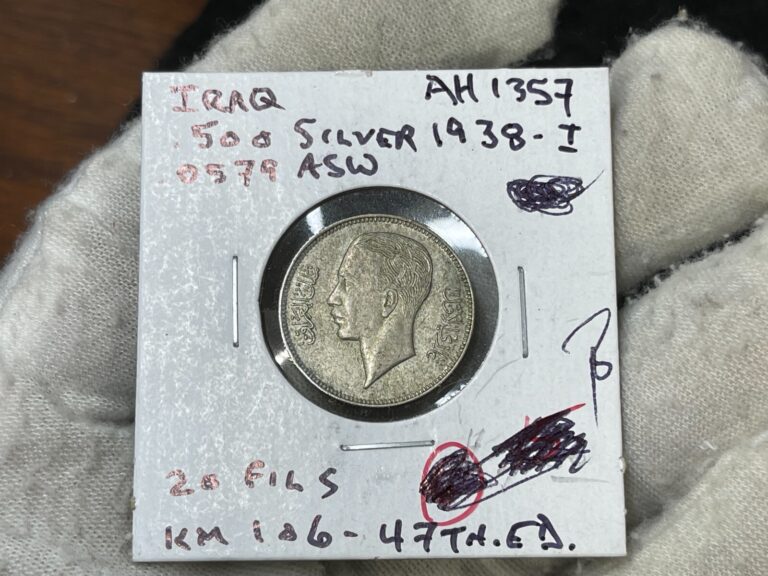 IRAQ AH 1357
.500 SILVER 1938-I
.0579 ASW
20 FILS
KM 106-47TH.ED.